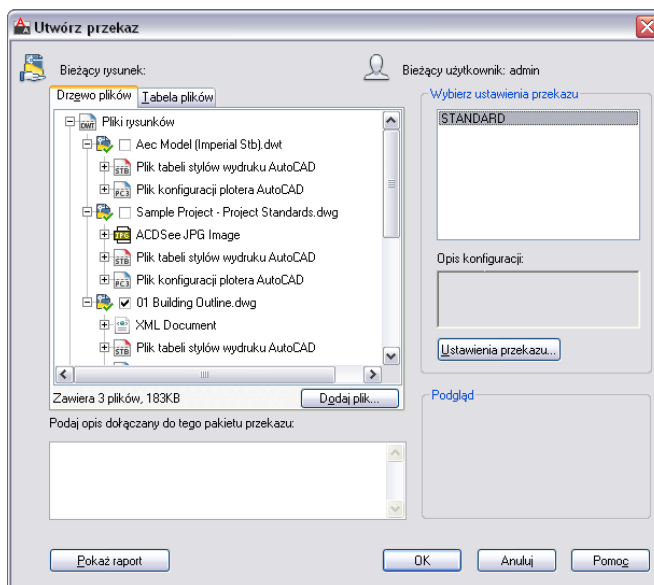 Utwórz przekaz
Bieżący rysunek:
Bieżący użytkownik: admin
Drzewo plików
Tabela plików
Wybierz ustawienia przekazu
Pliki rysunków
STANDARD
Aec Model (Imperial Stb).dwt
Plik tabeli stylów wydruku AutoCAD
Plik konfiguracji plotera AutoCAD
Sample Project - Project Standards.dwg
ACDSee JPG Image
Plik tabeli stylów wydruku AutoCAD
Plik konfiguracji plotera AutoCAD
01 Building Outline.dwg
XML Document
Plik tabeli stylów wydruku AutoCAD
Opis konfiguracji:
Ustawienia przekazu...
Zawiera 3 plików, 183KB
Dodaj plik...
Podgląd
Podaj opis dołączany do tego pakietu przekazu:
Pokaż raport
OK
Anuluj
Pomoc